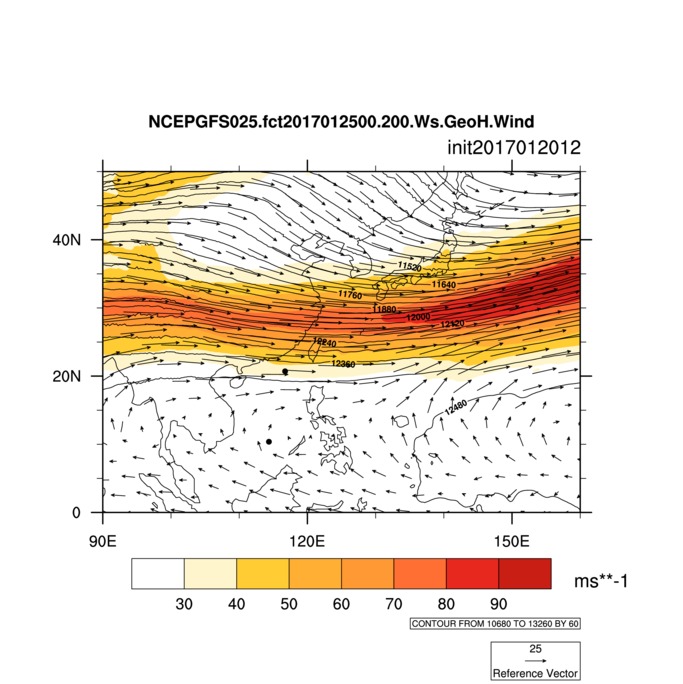 NCEPGFS025.fct2017012500.200.Ws.GeoH.Wind
init2017012012
40N
20N
0
11520
11640
11760
11880
12000
12120
12240
12360
12480
90E 120E 150E
30 40 50 60 70 80 90
ms**-1
CONTOUR FROM 10680 TO 13260 BY 60
25
Reference Vector